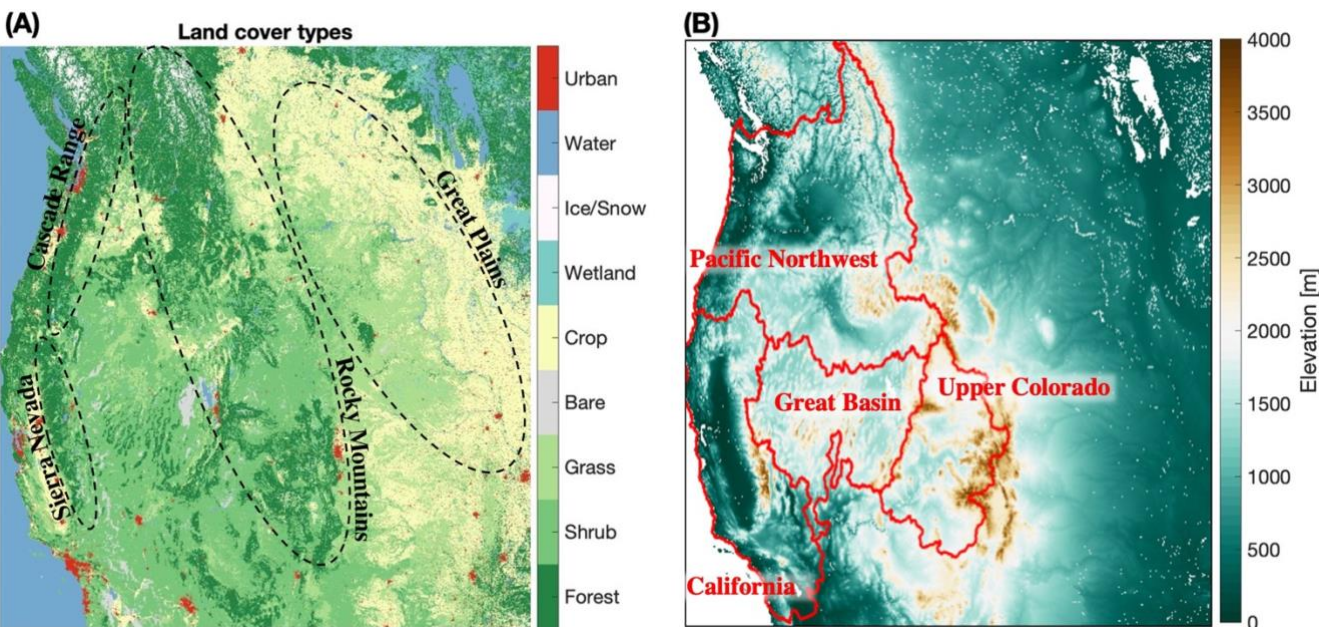 (A)
Land cover types
Cascade Range
Sierra Nevada
Rocky Mountains
Great Plains
Urban
Water
Ice/Snow
Wetland
Crop
Bare
Grass
Shrub
Forest
(B)
Pacific Northwest
Great Basin
Upper Colorado
California
4000
3500
3000
2500
2000
1500
1000
500
0
Elevation [m]